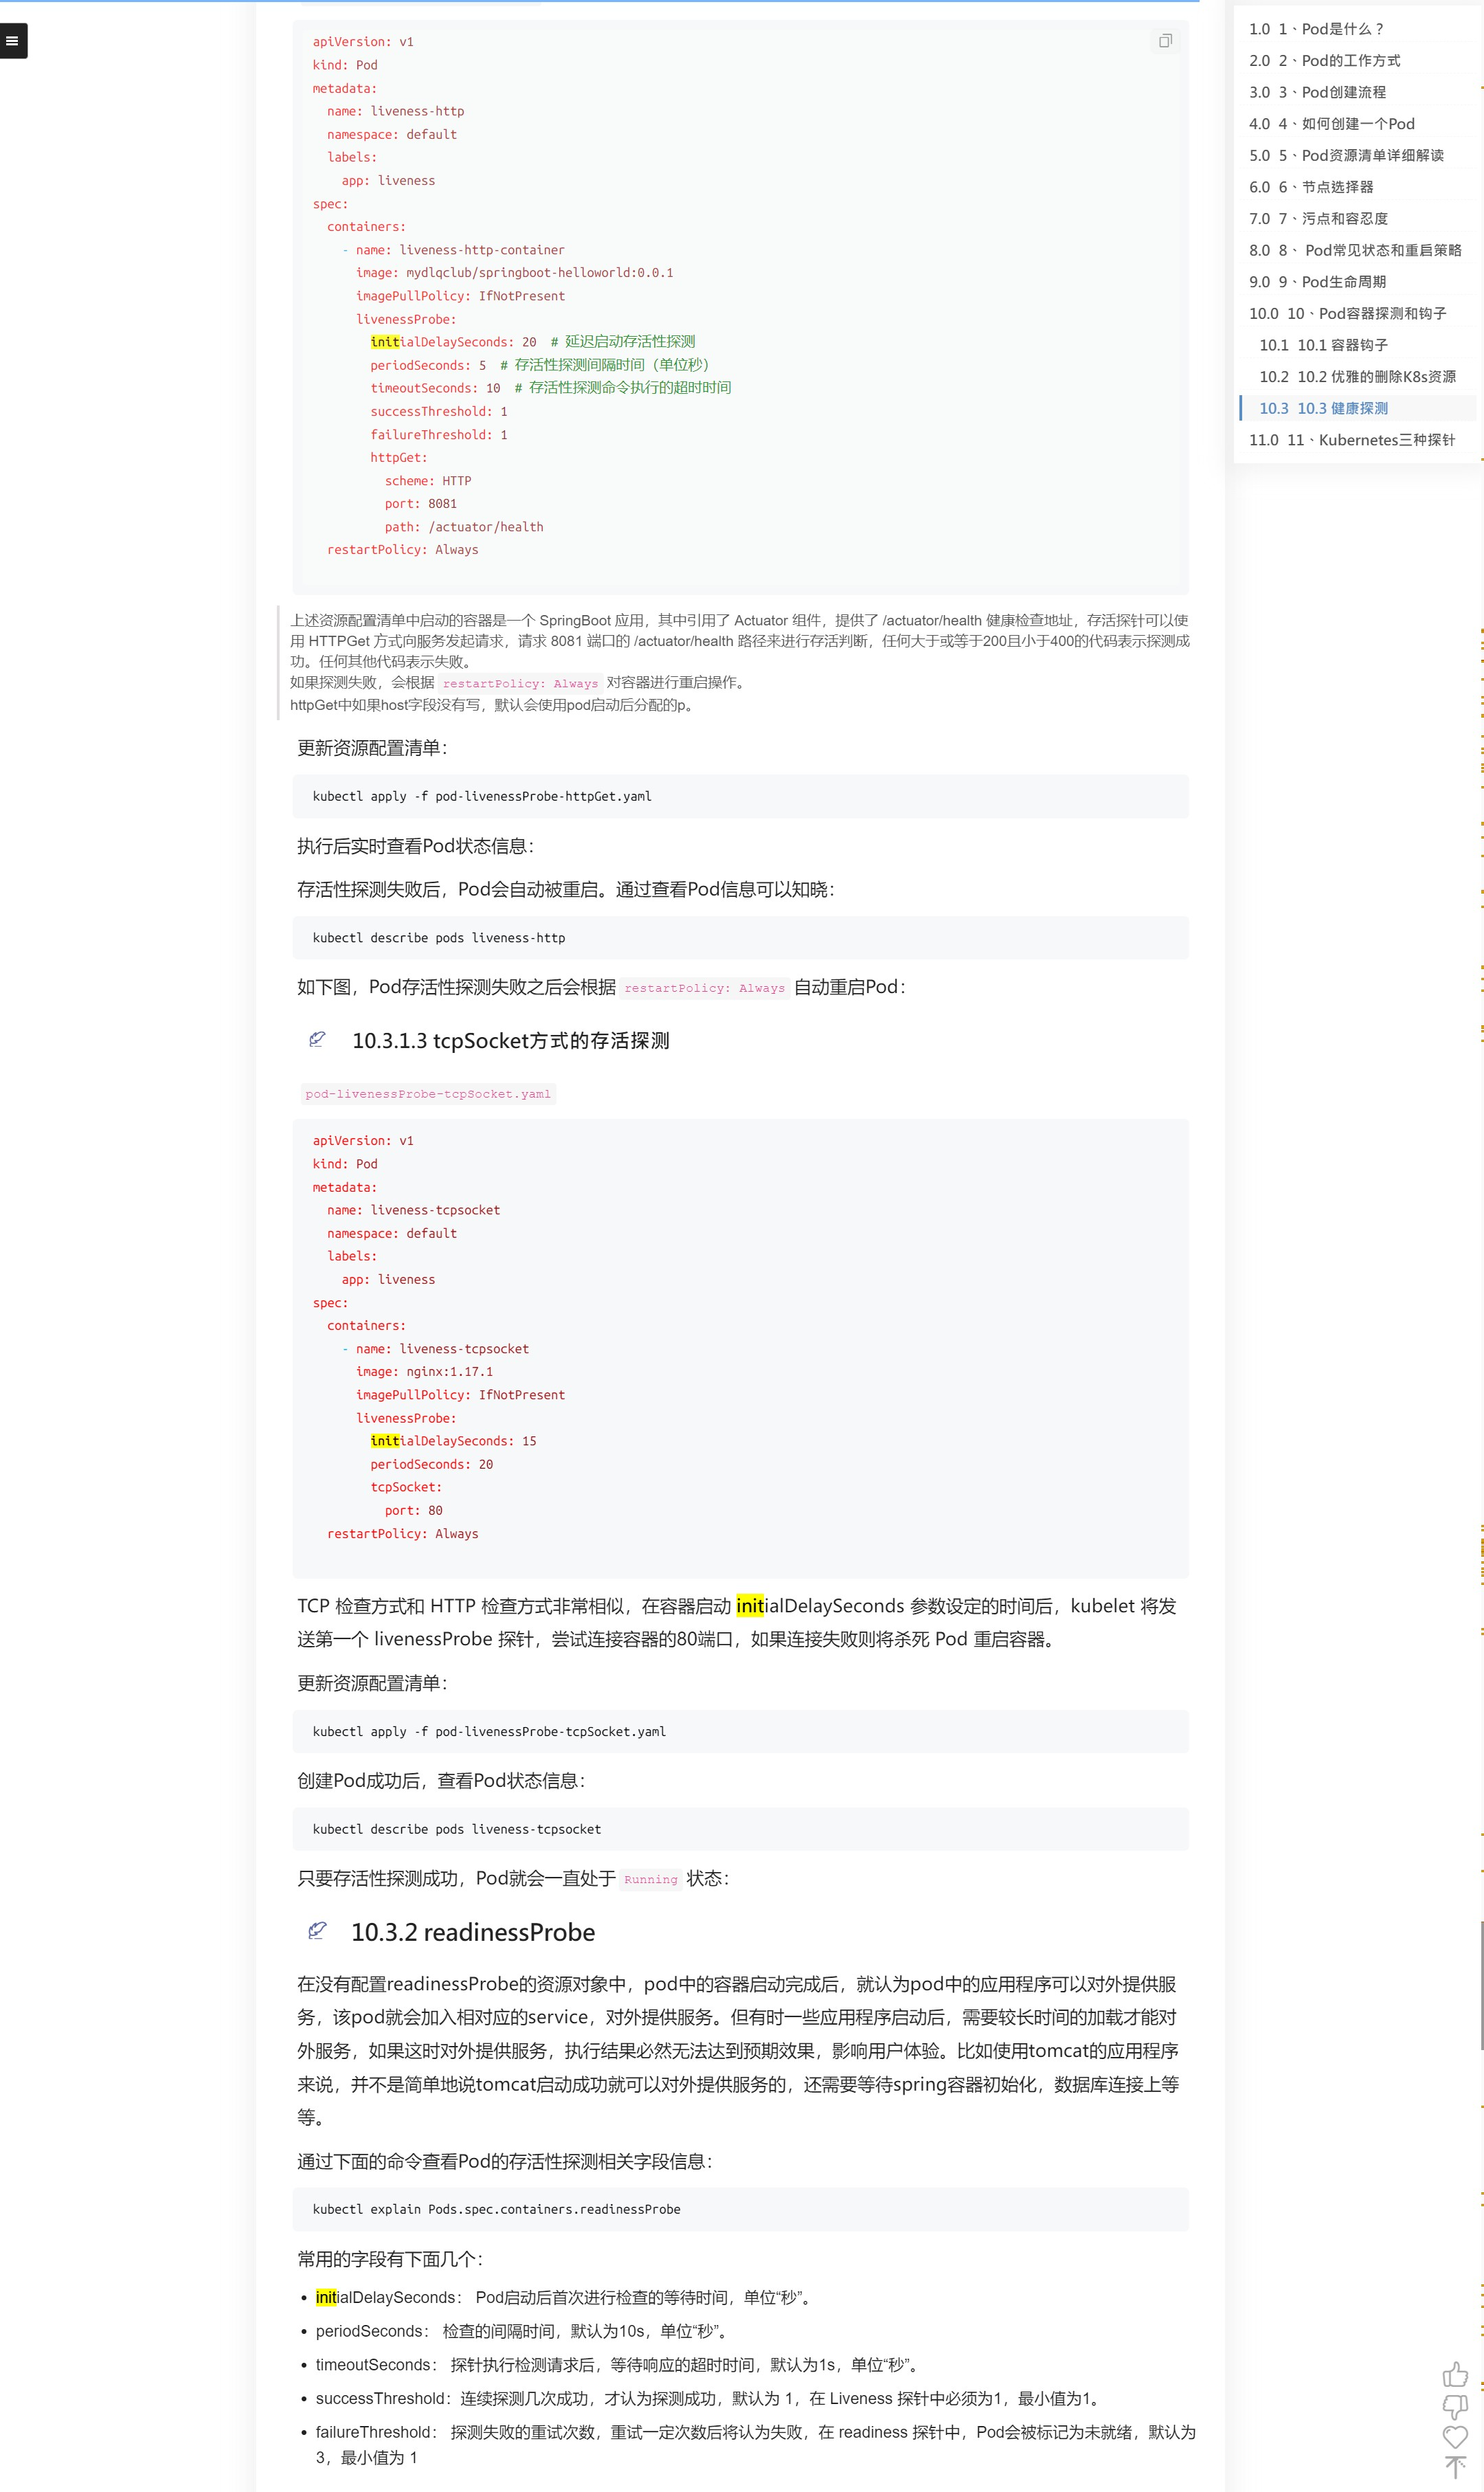 apiVersion: v1
kind: Pod
metadata:
  name: liveness-http
  namespace: default
  labels:
    app: liveness
spec:
  containers:
    - name: liveness-http-container
      image: mydlqclub/springboot-helloworld:0.0.1
      imagePullPolicy: IfNotPresent
      livenessProbe:
        initialDelaySeconds: 20  # 延迟启动存活性探测
        periodSeconds: 5  # 存活性探测间隔时间（单位秒）
        timeoutSeconds: 10  # 存活性探测命令执行的超时时间
        successThreshold: 1
        failureThreshold: 1
        httpGet:
          scheme: HTTP
          port: 8081
          path: /actuator/health
  restartPolicy: Always
上述资源配置清单中启动的容器是一个 SpringBoot 应用，其中引用了 Actuator 组件，提供了 /actuator/health 健康检查地址，存活探针可以使
用 HTTPGet 方式向服务发起请求，请求 8081 端口的 /actuator/health 路径来进行存活判断，任何大于或等于200且小于400的代码表示探测成
功。任何其他代码表示失败。
如果探测失败，会根据 restartPolicy: Always 对容器进行重启操作。
httpGet中如果host字段没有写，默认会使用pod启动后分配的p。
更新资源配置清单：
kubectl apply -f pod-livenessProbe-httpGet.yaml
执行后实时查看Pod状态信息：
存活性探测失败后，Pod会自动被重启。通过查看Pod信息可以知晓：
kubectl describe pods liveness-http
如下图，Pod存活性探测失败之后会根据 restartPolicy: Always 自动重启Pod：
10.3.1.3 tcpSocket方式的存活探测
pod-livenessProbe-tcpSocket.yaml
apiVersion: v1
kind: Pod
metadata:
  name: liveness-tcpsocket
  namespace: default
  labels:
    app: liveness
spec:
  containers:
    - name: liveness-tcpsocket
      image: nginx:1.17.1
      imagePullPolicy: IfNotPresent
      livenessProbe:
        initialDelaySeconds: 15
        periodSeconds: 20
        tcpSocket:
          port: 80
  restartPolicy: Always
TCP 检查方式和 HTTP 检查方式非常相似，在容器启动 initialDelaySeconds 参数设定的时间后，kubelet 将发
送第一个 livenessProbe 探针，尝试连接容器的80端口，如果连接失败则将杀死 Pod 重启容器。
更新资源配置清单：
kubectl apply -f pod-livenessProbe-tcpSocket.yaml
创建Pod成功后，查看Pod状态信息：
kubectl describe pods liveness-tcpsocket
只要存活性探测成功，Pod就会一直处于 Running 状态：
10.3.2 readinessProbe
在没有配置readinessProbe的资源对象中，pod中的容器启动完成后，就认为pod中的应用程序可以对外提供服
务，该pod就会加入相对应的service，对外提供服务。但有时一些应用程序启动后，需要较长时间的加载才能对
外服务，如果这时对外提供服务，执行结果必然无法达到预期效果，影响用户体验。比如使用tomcat的应用程序
来说，并不是简单地说tomcat启动成功就可以对外提供服务的，还需要等待spring容器初始化，数据库连接上等
等。
通过下面的命令查看Pod的存活性探测相关字段信息：
kubectl explain Pods.spec.containers.readinessProbe
常用的字段有下面几个：
• initialDelaySeconds： Pod启动后首次进行检查的等待时间，单位“秒”。
• periodSeconds： 检查的间隔时间，默认为10s，单位“秒”。
• timeoutSeconds： 探针执行检测请求后，等待响应的超时时间，默认为1s，单位“秒”。
• successThreshold：连续探测几次成功，才认为探测成功，默认为 1，在 Liveness 探针中必须为1，最小值为1。
• failureThreshold： 探测失败的重试次数，重试一定次数后将认为失败，在 readiness 探针中，Pod会被标记为未就绪，默认为
3，最小值为 1
1.0 1、Pod是什么？
2.0 2、Pod的工作方式
3.0 3、Pod创建流程
4.0 4、如何创建一个Pod
5.0 5、Pod资源清单详细解读
6.0 6、节点选择器
7.0 7、污点和容忍度
8.0 8、 Pod常见状态和重启策略
9.0 9、Pod生命周期
10.0 10、Pod容器探测和钩子
10.1 10.1 容器钩子
10.2 10.2 优雅的删除K8s资源
10.3 10.3 健康探测
11.0 11、Kubernetes三种探针